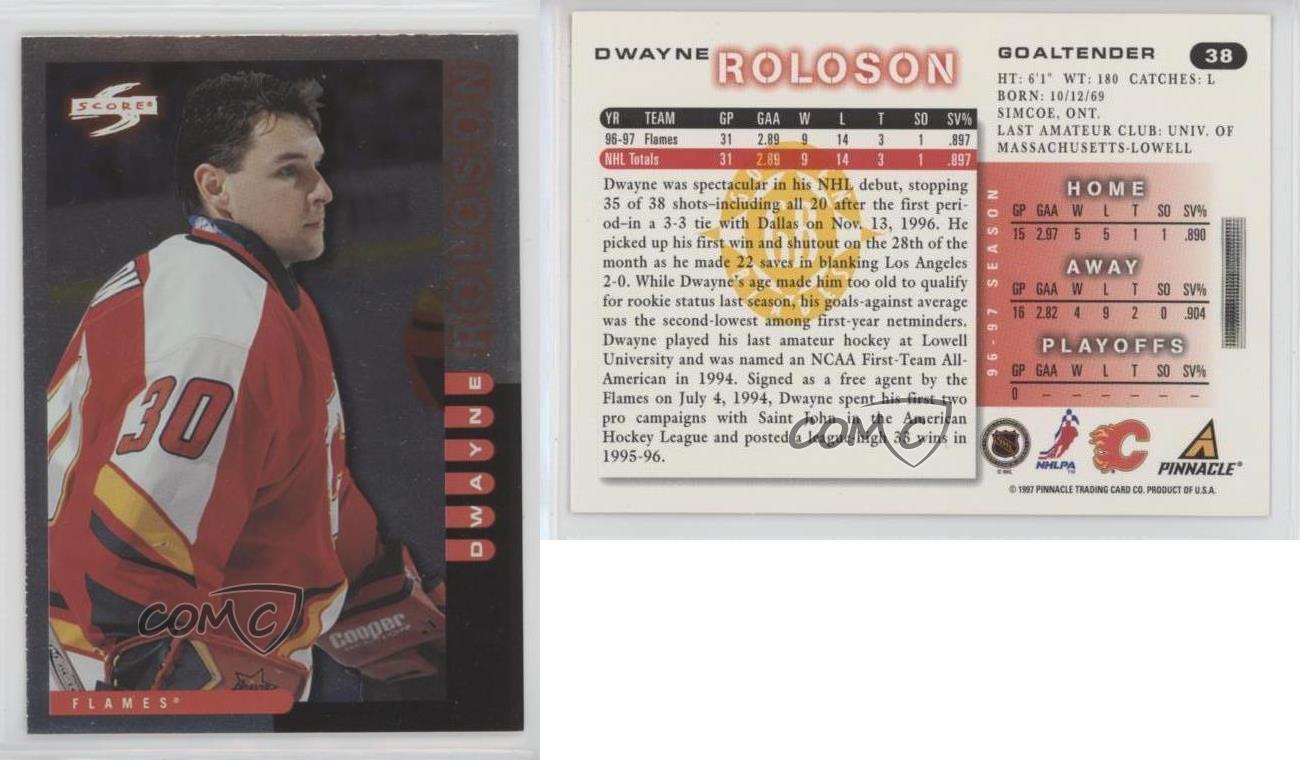 SCORE®
DWAYNE ROLOSON
30
Cooper
FLAMES®
COMC
DWAYNE ROLOSON
GOALTENDER 38
HT: 6'1" WT: 180 CATCHES: L
BORN: 10/12/69
SIMCOE, ONT.
LAST AMATEUR CLUB: UNIV. OF
MASSACHUSETTS-LOWELL
YR TEAM GP GAA W L T SO SV%
96-97 Flames 31 2.89 9 14 3 1 .897
NHL Totals 31 2.89 9 14 3 1 .897
Dwayne was spectacular in his NHL debut, stopping
35 of 38 shots–including all 20 after the first peri-
od–in a 3-3 tie with Dallas on Nov. 13, 1996. He
picked up his first win and shutout on the 28th of the
month as he made 22 saves in blanking Los Angeles
2-0. While Dwayne's age made him too old to qualify
for rookie status last season, his goals-against average
was the second-lowest among first-year netminders.
Dwayne played his last amateur hockey at Lowell
University and was named an NCAA First-Team All-
American in 1994. Signed as a free agent by the
Flames on July 4, 1994, Dwayne spent his first two
pro campaigns with Saint John in the American
Hockey League and posted a league-high 33 wins in
1995-96.
COMC
96-97 SEASON
HOME
GP GAA W L T SO SV%
15 2.97 5 5 1 1 .890
AWAY
GP GAA W L T SO SV%
16 2.82 4 9 2 0 .904
PLAYOFFS
GP GAA W L T SO SV%
0 – – – – – –
NHLPA
PINNACLE®
© 1997 PINNACLE TRADING CARD CO. PRODUCT OF U.S.A.